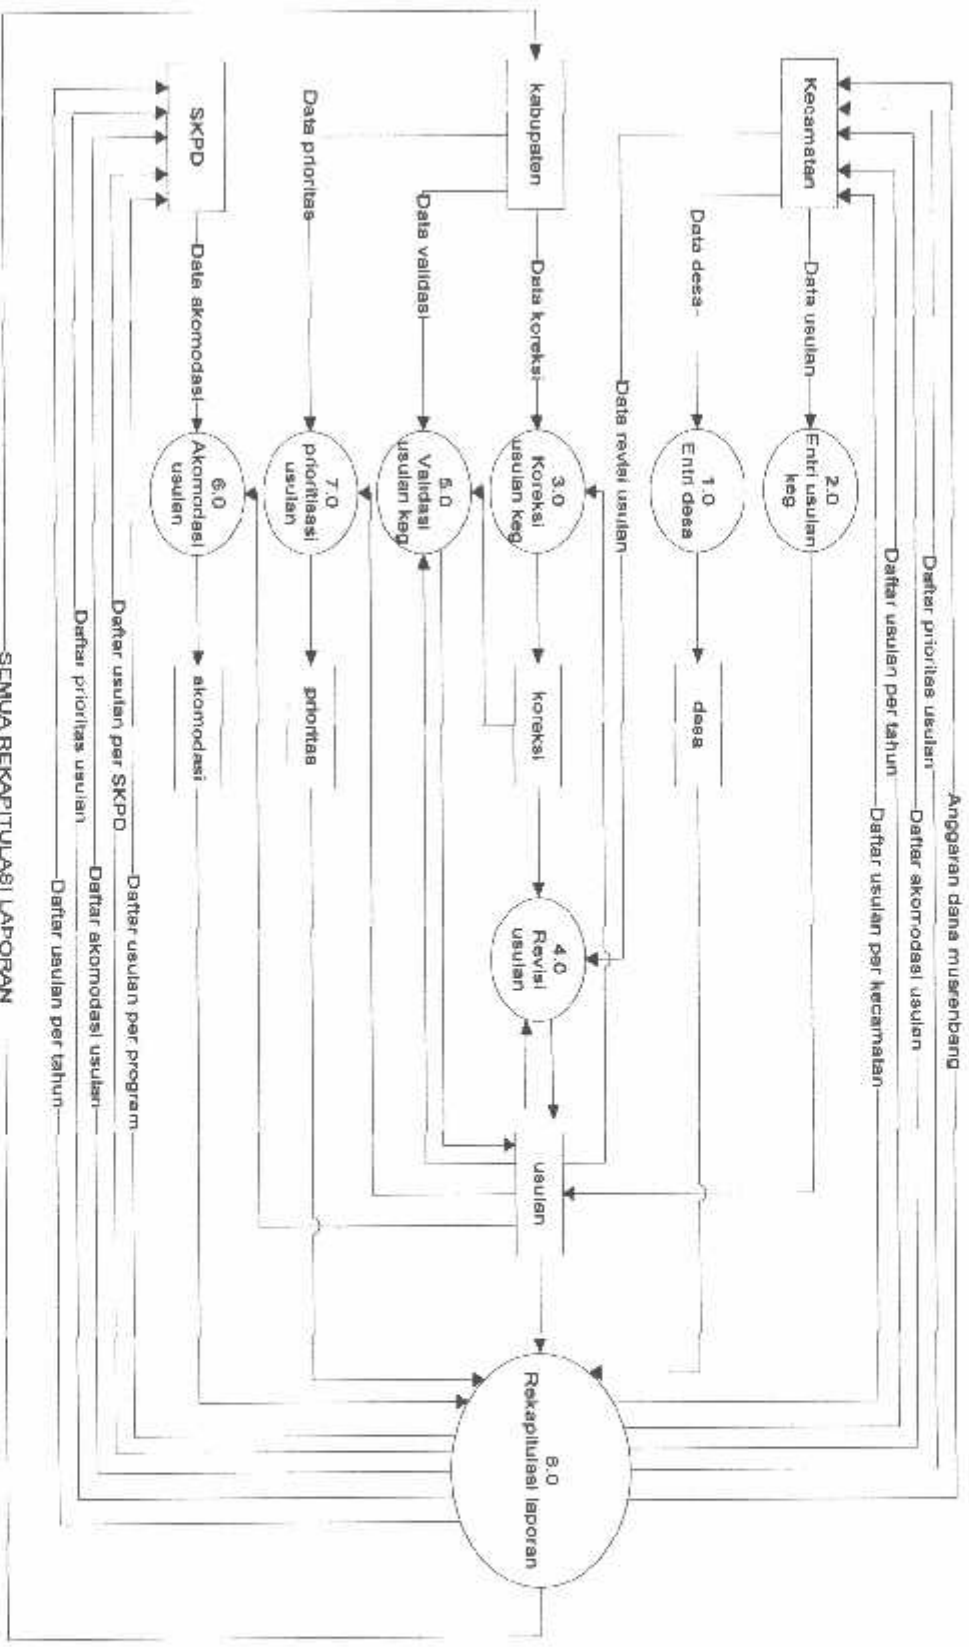 Kecamatan
kabupaten
SKPD
Data usulan
Data desa
Data revisi usulan
Data koreksi
Data validasi
Data prioritas
Data akomodasi
2.0
Entri usulan
keg
1.0
Entri desa
3.0
Koreksi
usulan keg
5.0
Validasi
usulan keg
7.0
prioritisasi
usulan
6.0
Akomodasi
usulan
desa
koreksi
prioritas
akomodasi
4.0
Revisi
usulan
usulan
8.0
Rekapitulasi laporan
Anggaran dana musrenbang
Daftar prioritas usulan
Daftar akomodasi usulan
Daftar usulan per tahun
Daftar usulan per kecamatan
Daftar usulan per program
Daftar usulan per SKPD
Daftar akomodasi usulan
Daftar prioritas usulan
Daftar usulan per tahun
SEMUA REKAPITULASI LAPORAN